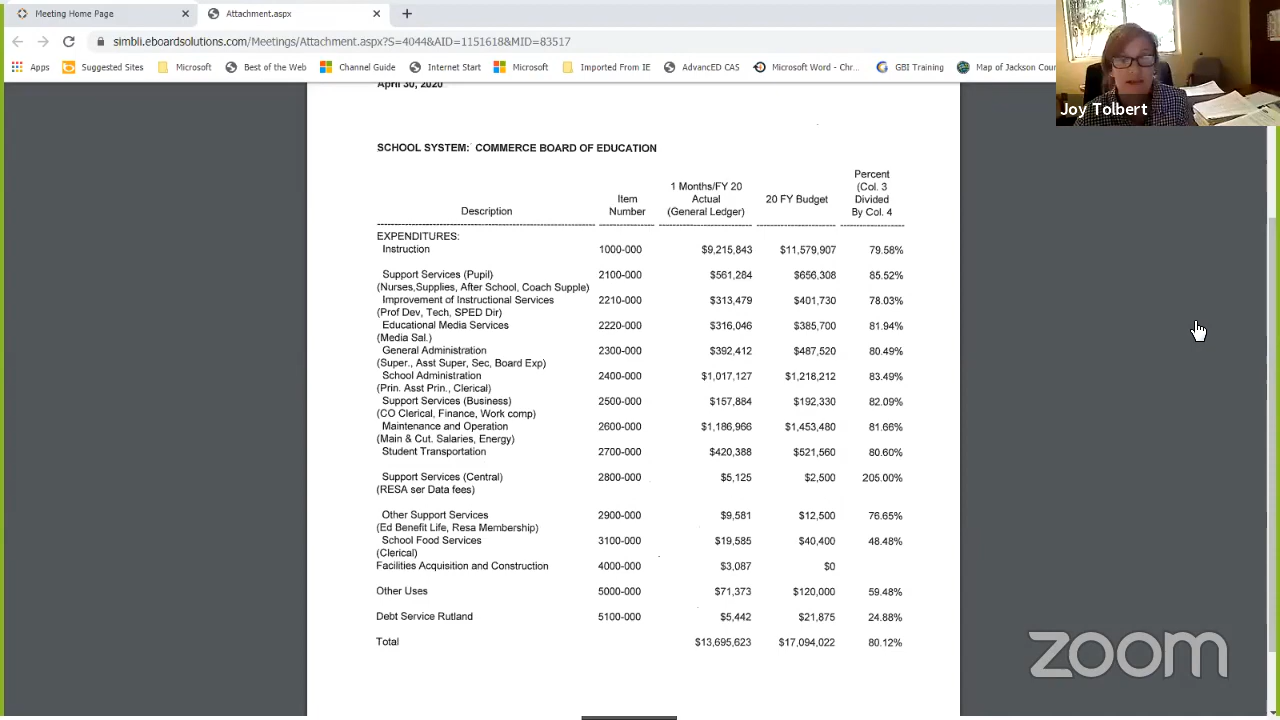 Meeting Home Page
Attachment.aspx
simbli.eboardsolutions.com/Meetings/Attachment.aspx?S=4044&AID=1151618&MID=83517
Apps Suggested Sites Microsoft Best of the Web Channel Guide Internet Start Microsoft Imported From IE AdvancED CAS Microsoft Word - Chr... GBI Training Map of Jackson Cou
Joy Tolbert
April 30, 2020
SCHOOL SYSTEM: COMMERCE BOARD OF EDUCATION
Description
Item
Number
1 Months/FY 20
Actual
(General Ledger)
20 FY Budget
Percent
(Col. 3
Divided
By Col. 4
EXPENDITURES:
Instruction 1000-000 $9,215,843 $11,579,907 79.58%
Support Services (Pupil) 2100-000 $561,284 $656,308 85.52%
(Nurses,Supplies, After School, Coach Supple)
Improvement of Instructional Services 2210-000 $313,479 $401,730 78.03%
(Prof Dev, Tech, SPED Dir)
Educational Media Services 2220-000 $316,046 $385,700 81.94%
(Media Sal.)
General Administration 2300-000 $392,412 $487,520 80.49%
(Super., Asst Super, Sec, Board Exp)
School Administration 2400-000 $1,017,127 $1,218,212 83.49%
(Prin. Asst Prin., Clerical)
Support Services (Business) 2500-000 $157,884 $192,330 82.09%
(CO Clerical, Finance, Work comp)
Maintenance and Operation 2600-000 $1,186,966 $1,453,480 81.66%
(Main & Cut. Salaries, Energy)
Student Transportation 2700-000 $420,388 $521,560 80.60%
Support Services (Central) 2800-000 $5,125 $2,500 205.00%
(RESA ser Data fees)
Other Support Services 2900-000 $9,581 $12,500 76.65%
(Ed Benefit Life, Resa Membership)
School Food Services 3100-000 $19,585 $40,400 48.48%
(Clerical)
Facilities Acquisition and Construction 4000-000 $3,087 $0
Other Uses 5000-000 $71,373 $120,000 59.48%
Debt Service Rutland 5100-000 $5,442 $21,875 24.88%
Total $13,695,623 $17,094,022 80.12%
zoom